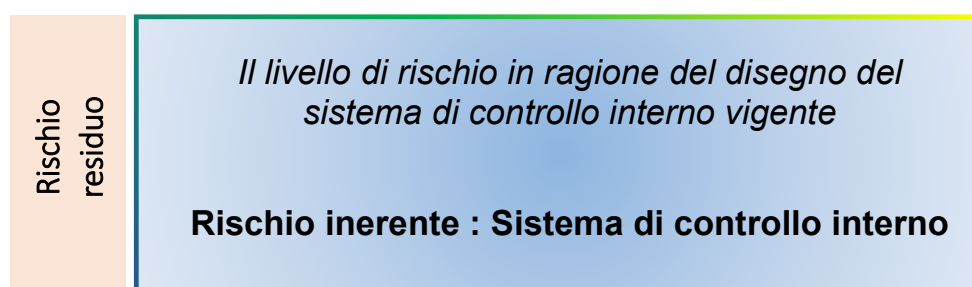 Rischio
residuo
Il livello di rischio in ragione del disegno del
sistema di controllo interno vigente
Rischio inerente : Sistema di controllo interno